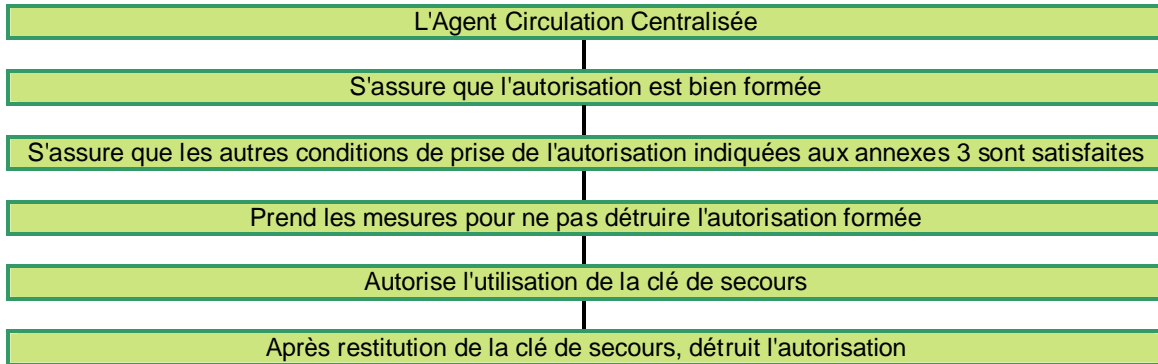 L'Agent Circulation Centralisée
S'assure que l'autorisation est bien formée
S'assure que les autres conditions de prise de l'autorisation indiquées aux annexes 3 sont satisfaites
Prend les mesures pour ne pas détruire l'autorisation formée
Autorise l'utilisation de la clé de secours
Après restitution de la clé de secours, détruit l'autorisation